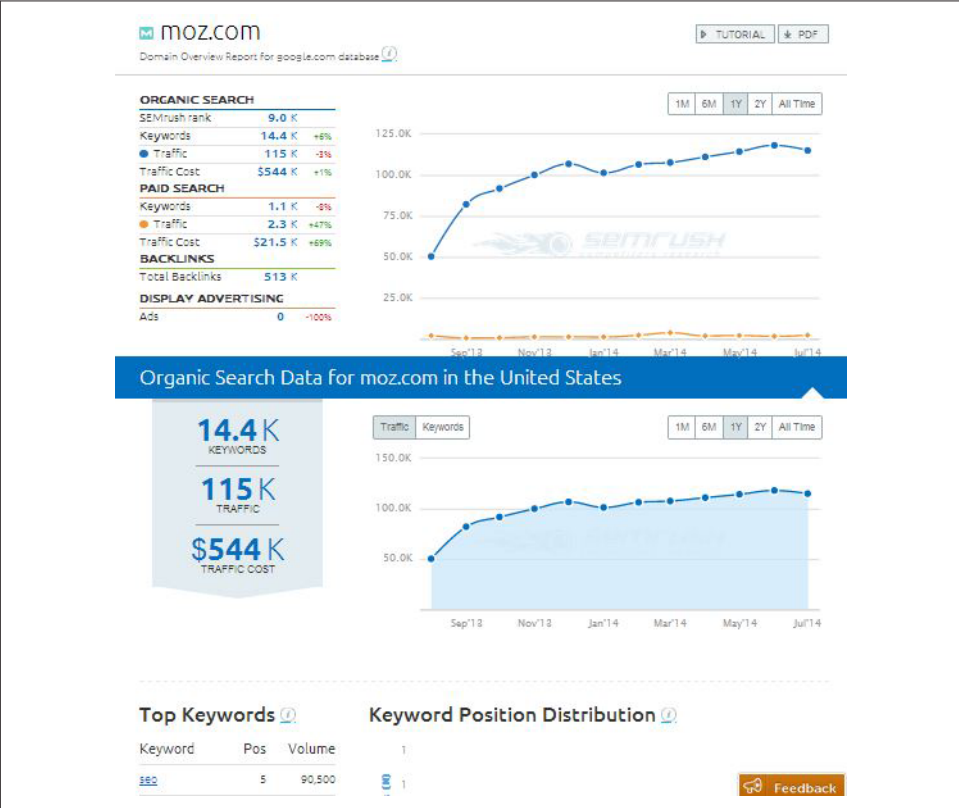 moz.com
TUTORIAL PDF
Domain Overview Report for google.com database i
ORGANIC SEARCH
SEMrush rank 9.0 K
Keywords 14.4 K +6%
Traffic 115 K -3%
Traffic Cost $544 K +1%
PAID SEARCH
Keywords 1.1 K -8%
Traffic 2.3 K +47%
Traffic Cost $21.5 K +69%
BACKLINKS
Total Backlinks 513 K
DISPLAY ADVERTISING
Ads 0 -100%
1M 6M 1Y 2Y All Time
125.0K
100.0K
75.0K
50.0K
25.0K
semrush
Sep'13 Nov'13 Jan'14 Mar'14 May'14 Jul'14
Organic Search Data for moz.com in the United States
14.4 K
KEYWORDS
115 K
TRAFFIC
$544 K
TRAFFIC COST
Traffic Keywords
1M 6M 1Y 2Y All Time
150.0K
100.0K
50.0K
Sep'13 Nov'13 Jan'14 Mar'14 May'14 Jul'14
Top Keywords i
Keyword Pos Volume
seo 5 90,500
Keyword Position Distribution i
1
1
Feedback